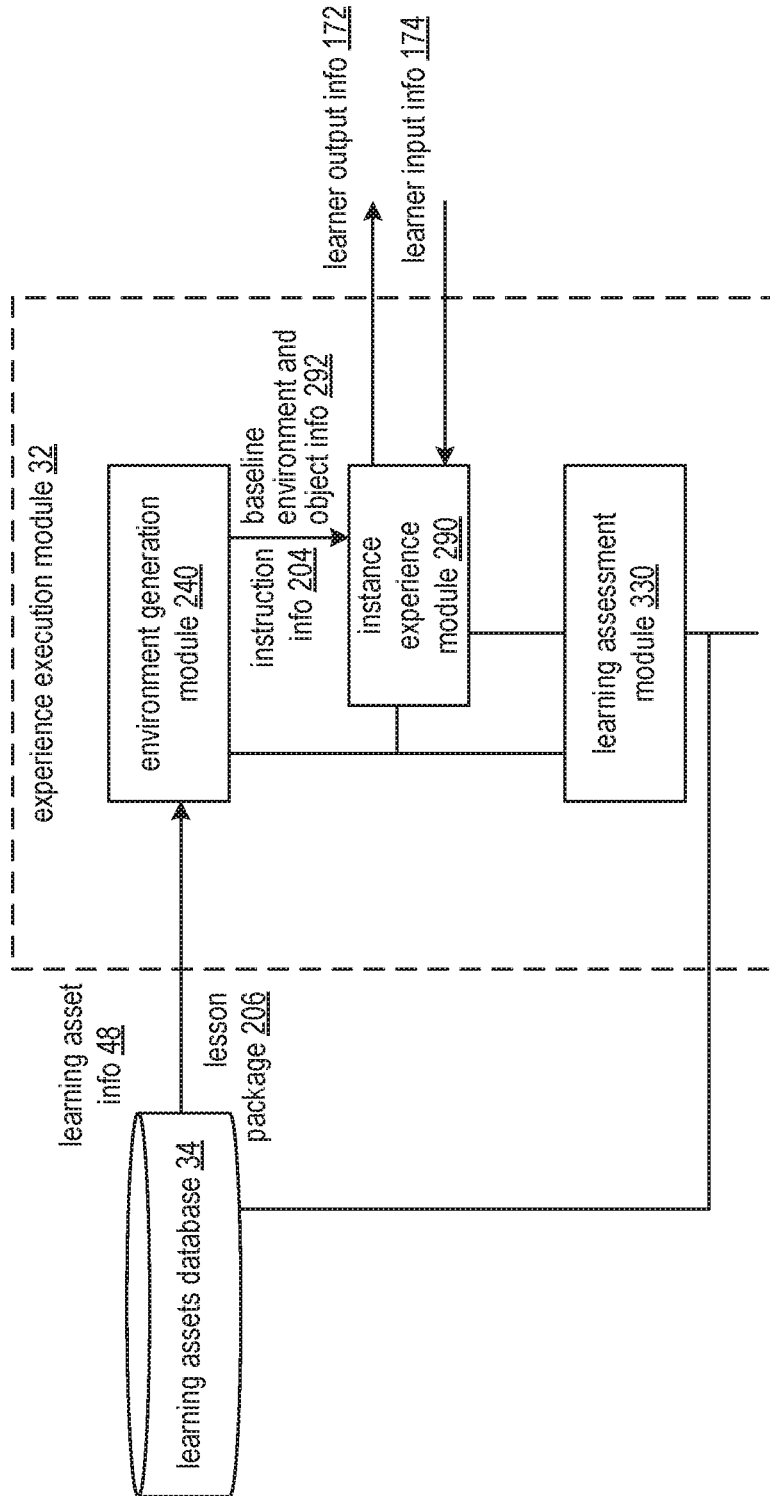 experience execution module 32
learning asset
info 48
lesson
package 206
learning assets database 34
environment generation
module 240
instruction
info 204
baseline
environment and
object info 292
instance
experience
module 290
learner output info 172
learner input info 174
learning assessment
module 330